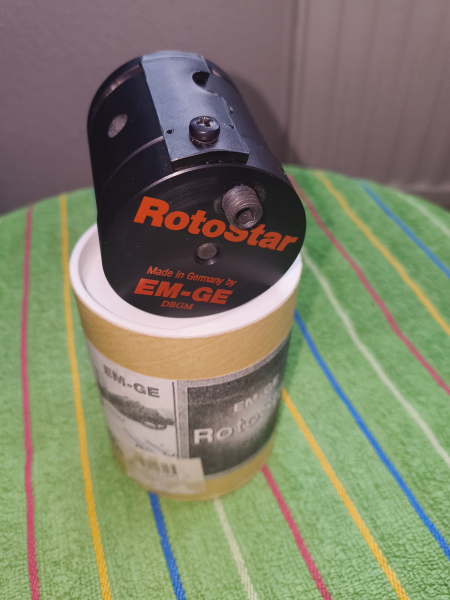 RotoStar
Made in Germany by
EM-GE
DBGM
EM-GE
EM-GE
Roto